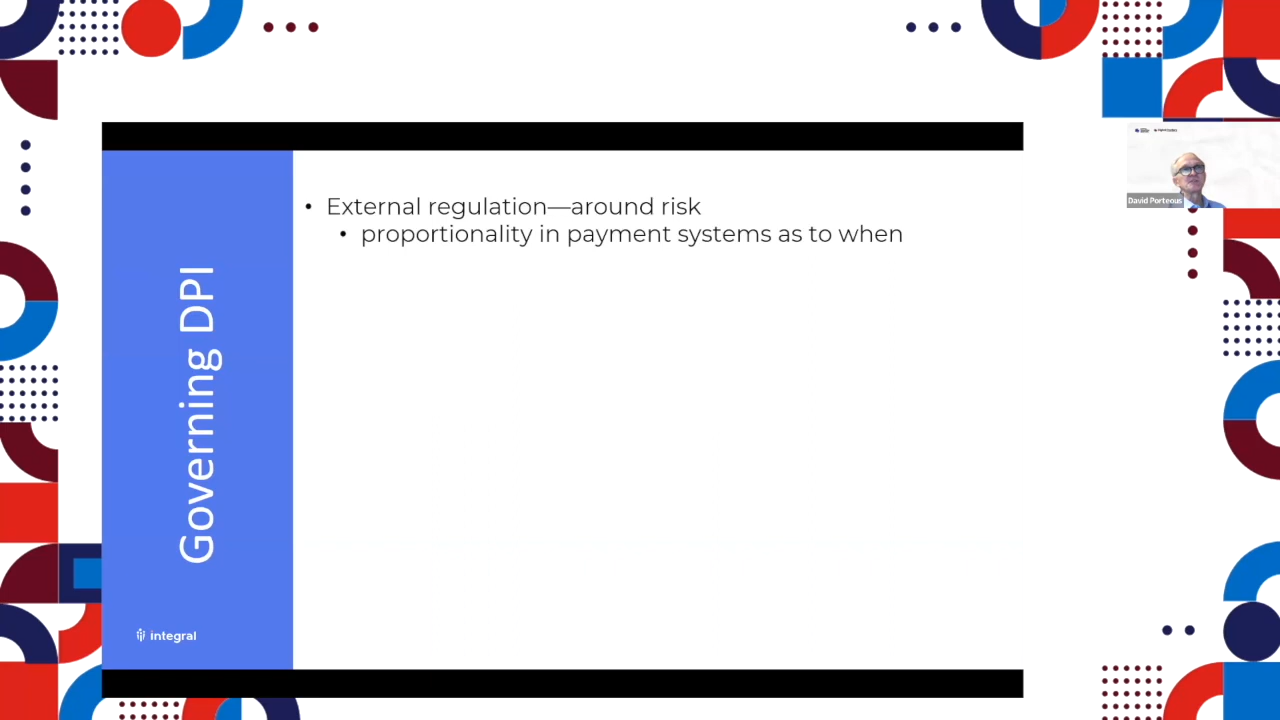 External regulation—around risk
proportionality in payment systems as to when
Governing DPI
integral
David Porteous